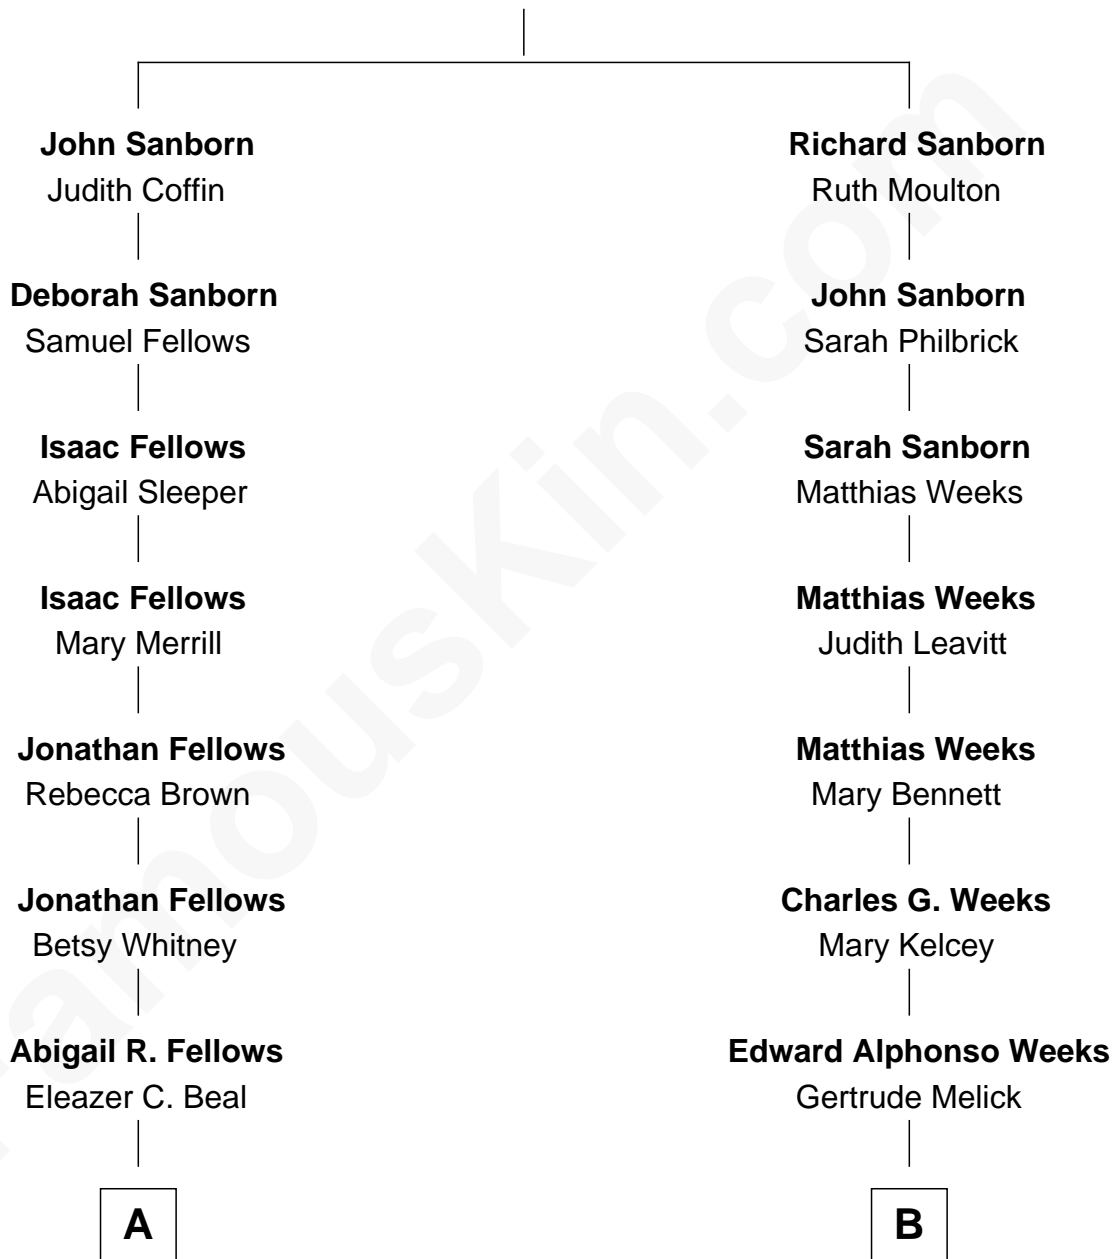 John Sanborn
Judith Coffin
Deborah Sanborn
Samuel Fellows
Isaac Fellows
Abigail Sleeper
Isaac Fellows
Mary Merrill
Jonathan Fellows
Rebecca Brown
Jonathan Fellows
Betsy Whitney
Abigail R. Fellows
Eleazer C. Beal
A
Richard Sanborn
Ruth Moulton
John Sanborn
Sarah Philbrick
Sarah Sanborn
Matthias Weeks
Matthias Weeks
Judith Leavitt
Matthias Weeks
Mary Bennett
Charles G. Weeks
Mary Kelcey
Edward Alphonso Weeks
Gertrude Melick
B
FamousKin.com